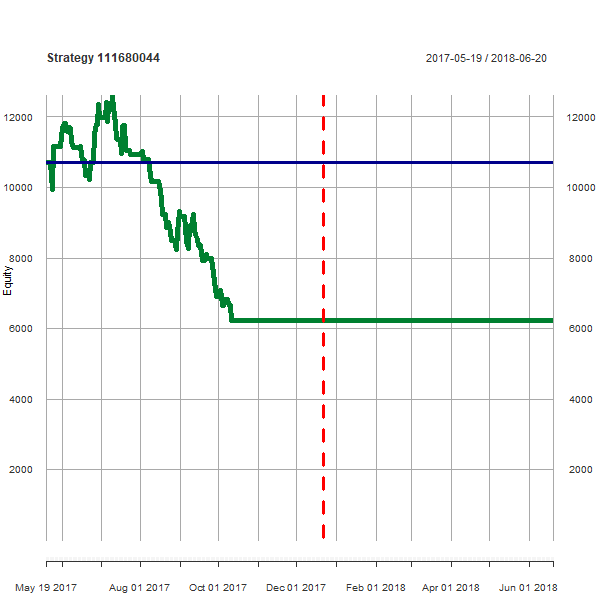 Strategy 111680044
2017-05-19 / 2018-06-20
12000
12000
10000
10000
8000
8000
Equity
6000
6000
4000
4000
2000
2000
May 19 2017
Aug 01 2017
Oct 01 2017
Dec 01 2017
Feb 01 2018
Apr 01 2018
Jun 01 2018